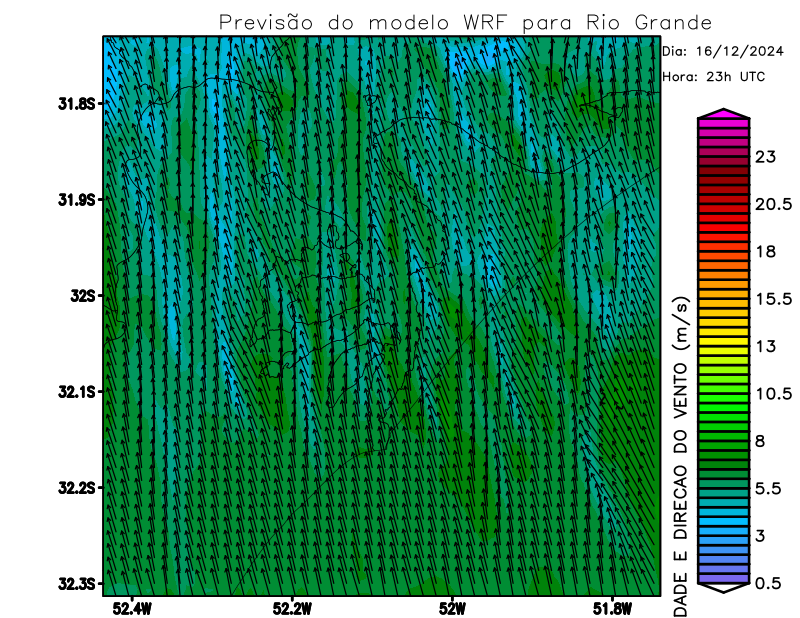 Previsão do modelo WRF para Rio Grande
Dia: 16/12/2024
Hora: 23h UTC
31.8S
31.9S
32S
32.1S
32.2S
32.3S
52.4W
52.2W
52W
51.8W
DADE E DIRECAO DO VENTO (m/s)
23
20.5
18
15.5
13
10.5
8
5.5
3
0.5